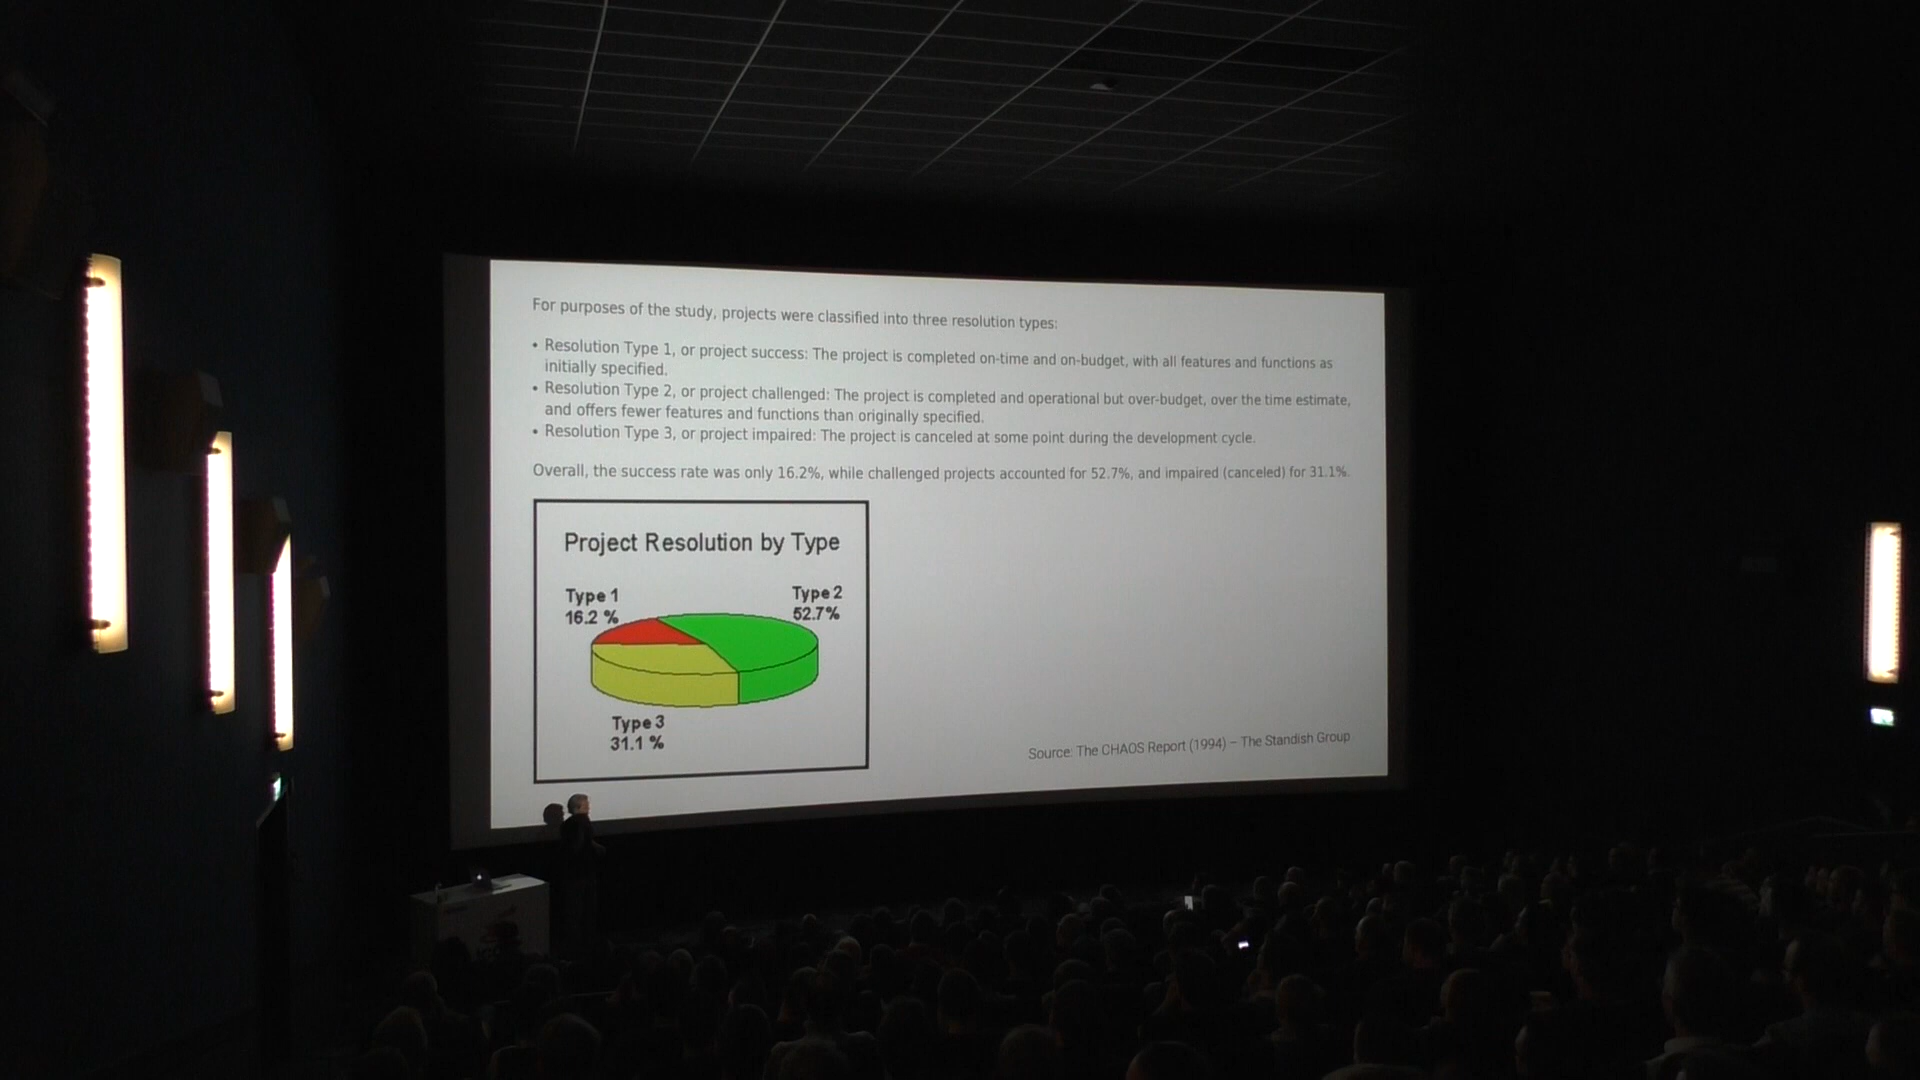 For purposes of the study, projects were classified into three resolution types:
• Resolution Type 1, or project success: The project is completed on-time and on-budget, with all features and functions as
initially specified.
• Resolution Type 2, or project challenged: The project is completed and operational but over-budget, over the time estimate,
and offers fewer features and functions than originally specified.
• Resolution Type 3, or project impaired: The project is canceled at some point during the development cycle.
Overall, the success rate was only 16.2%, while challenged projects accounted for 52.7%, and impaired (canceled) for 31.1%.
Project Resolution by Type
Type 1
16.2 %
Type 2
52.7%
Type 3
31.1 %
Source: The CHAOS Report (1994) – The Standish Group